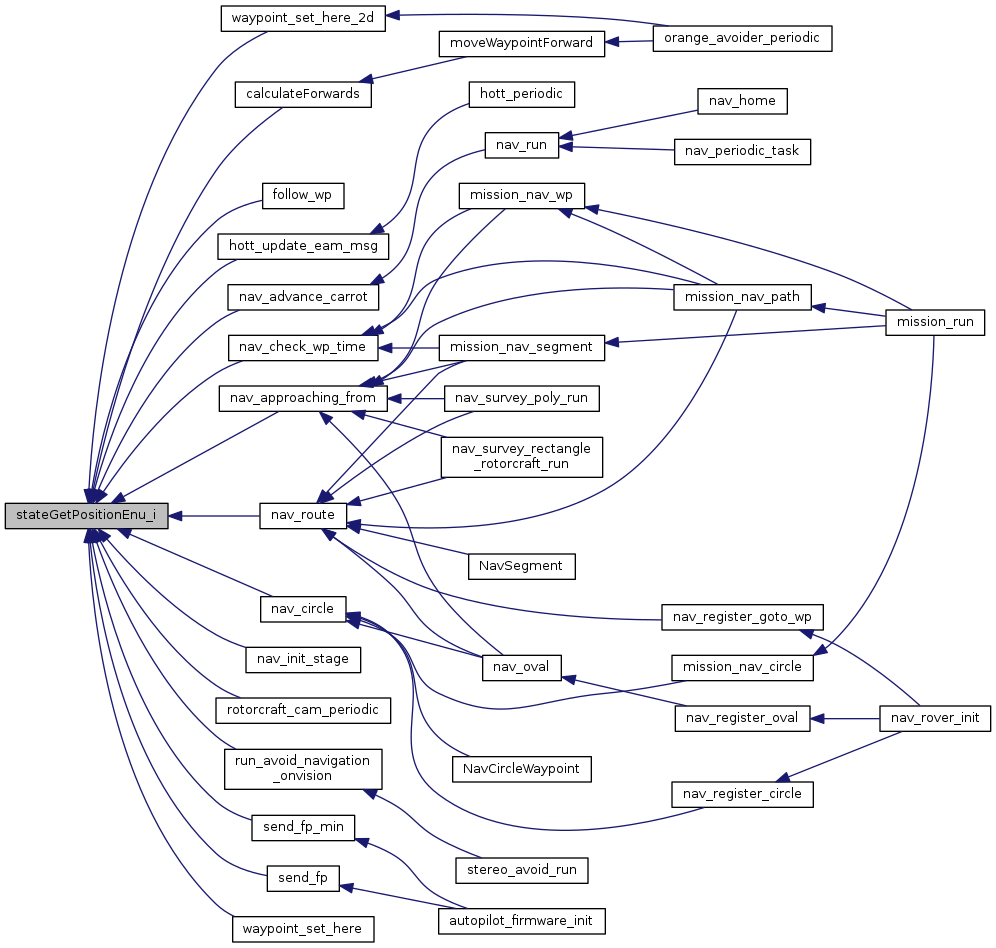 waypoint_set_here_2d
orange_avoider_periodic
moveWaypointForward
calculateForwards
hott_periodic
nav_home
nav_run
nav_periodic_task
follow_wp
mission_nav_wp
hott_update_eam_msg
nav_advance_carrot
mission_nav_path
mission_run
nav_check_wp_time
mission_nav_segment
nav_approaching_from
nav_survey_poly_run
nav_survey_rectangle
_rotorcraft_run
stateGetPositionEnu_i
nav_route
NavSegment
nav_circle
nav_register_goto_wp
nav_init_stage
nav_oval
mission_nav_circle
rotorcraft_cam_periodic
nav_register_oval
nav_rover_init
run_avoid_navigation
_onvision
NavCircleWaypoint
nav_register_circle
send_fp_min
stereo_avoid_run
send_fp
autopilot_firmware_init
waypoint_set_here